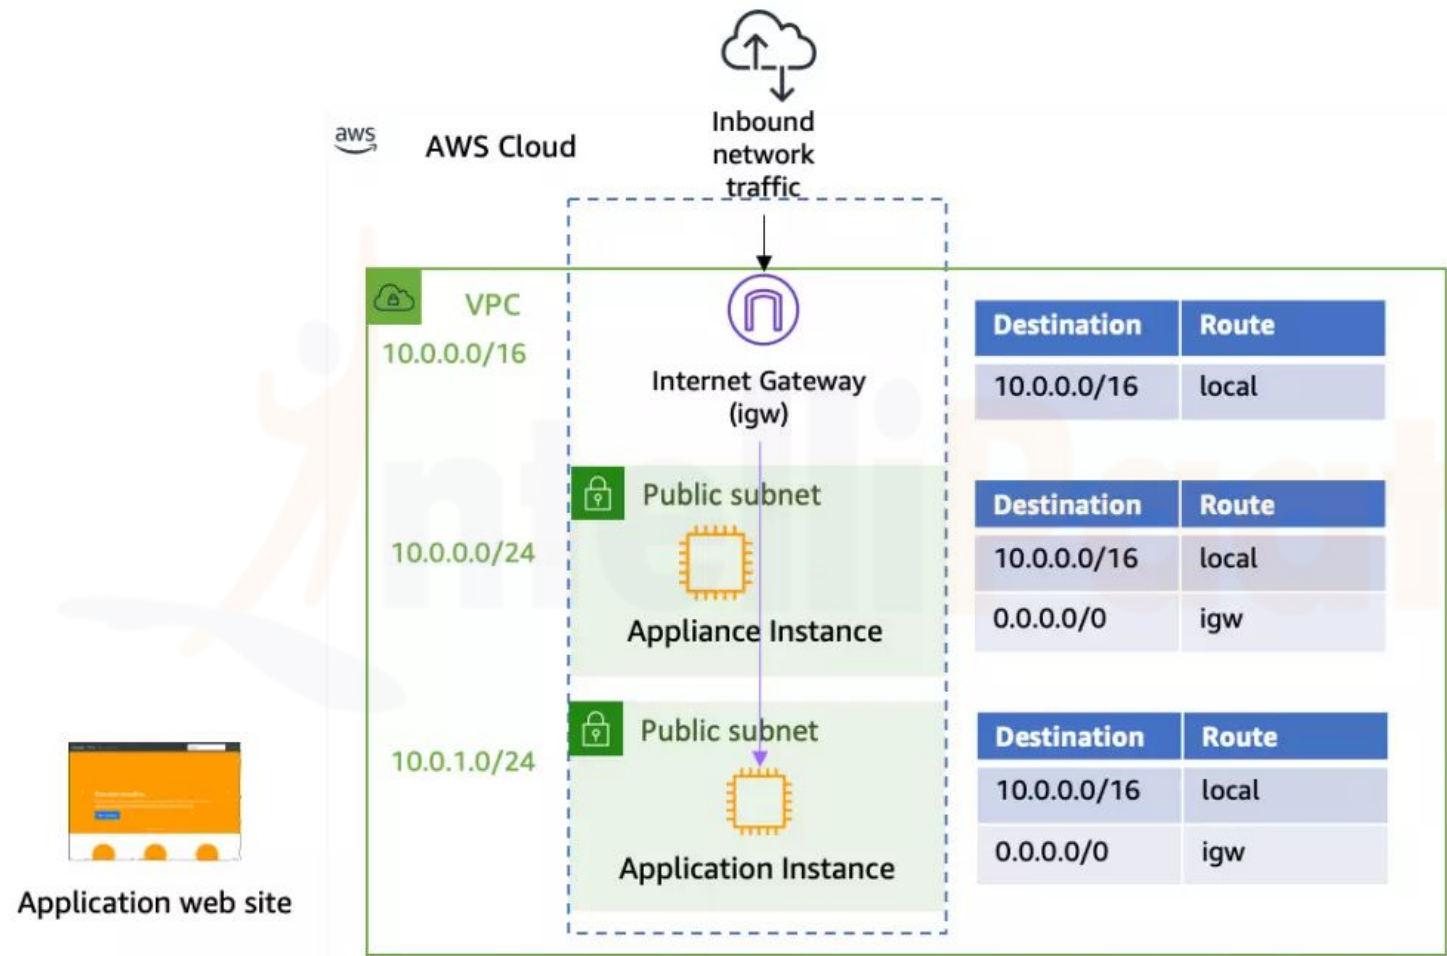 Inbound
network
traffic
aws
AWS Cloud
VPC
10.0.0.0/16
Internet Gateway
(igw)
Destination Route
10.0.0.0/16 local
Public subnet
10.0.0.0/24
Appliance Instance
Destination Route
10.0.0.0/16 local
0.0.0.0/0 igw
Public subnet
10.0.1.0/24
Application Instance
Destination Route
10.0.0.0/16 local
0.0.0.0/0 igw
Application web site
IntelliPaat